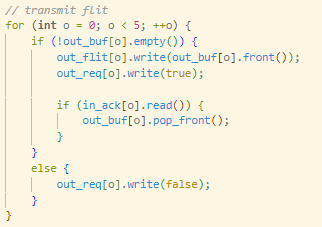 // transmit flit
for (int o = 0; o < 5; ++o) {
    if (!out_buf[o].empty()) {
        out_flit[o].write(out_buf[o].front());
        out_req[o].write(true);

        if (in_ack[o].read()) {
            out_buf[o].pop_front();
        }
    }
    else {
        out_req[o].write(false);
    }
}